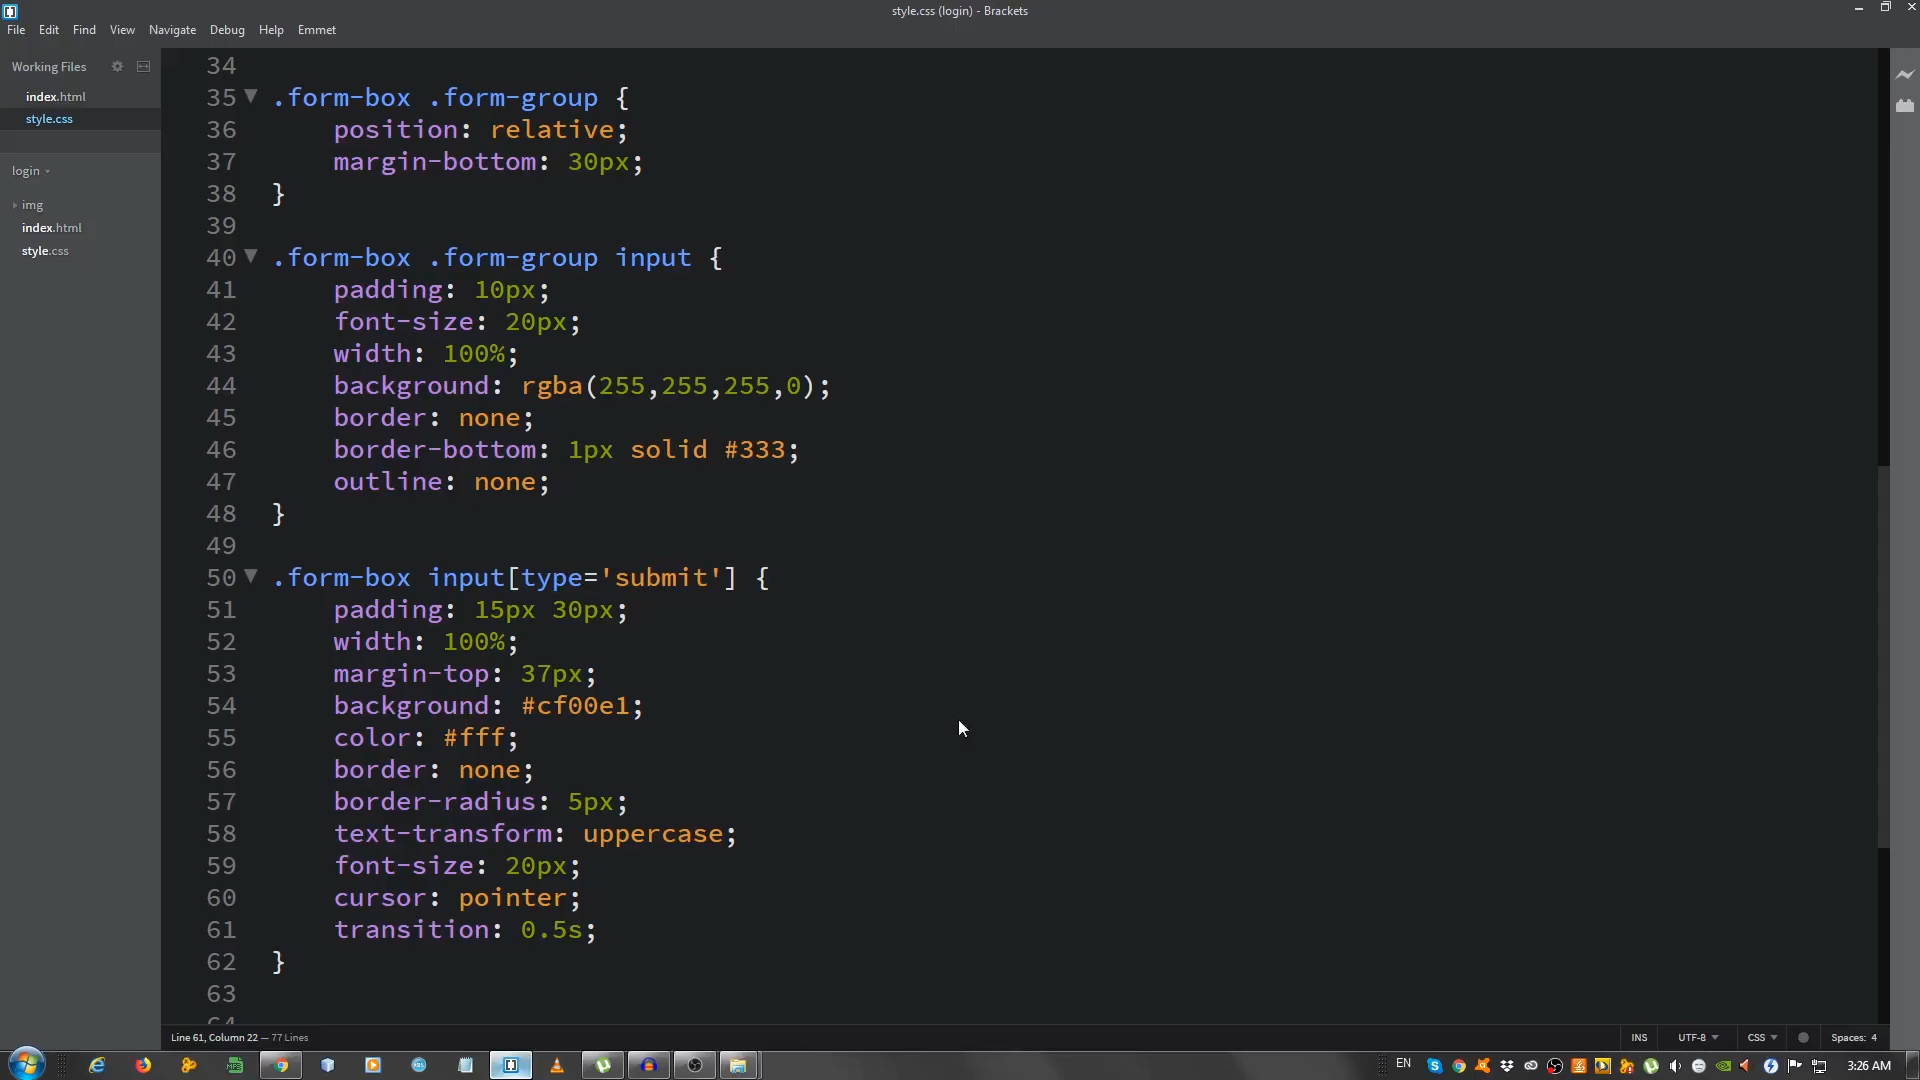 style.css (login) - Brackets
File Edit Find View Navigate Debug Help Emmet
Working Files
index.html
style.css
login
img
index.html
style.css
34
35 .form-box .form-group {
36 position: relative;
37 margin-bottom: 30px;
38 }
39
40 .form-box .form-group input {
41 padding: 10px;
42 font-size: 20px;
43 width: 100%;
44 background: rgba(255,255,255,0);
45 border: none;
46 border-bottom: 1px solid #333;
47 outline: none;
48 }
49
50 .form-box input[type='submit'] {
51 padding: 15px 30px;
52 width: 100%;
53 margin-top: 37px;
54 background: #cf00e1;
55 color: #fff;
56 border: none;
57 border-radius: 5px;
58 text-transform: uppercase;
59 font-size: 20px;
60 cursor: pointer;
61 transition: 0.5s;
62 }
63
64
Line 61, Column 22 — 77 Lines
INS UTF-8 CSS Spaces: 4
EN 3:26 AM